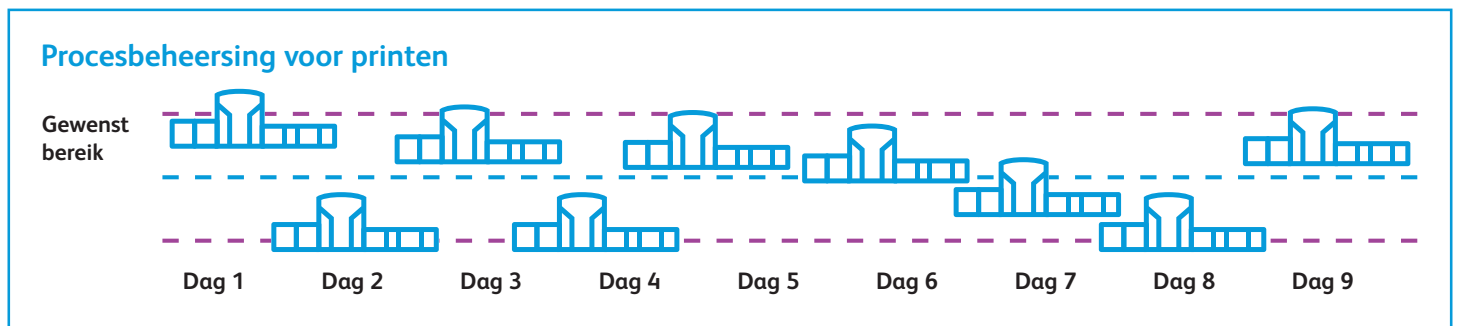 Procesbeheersing voor printen
Gewenst
bereik
Dag 1 Dag 2 Dag 3 Dag 4 Dag 5 Dag 6 Dag 7 Dag 8 Dag 9